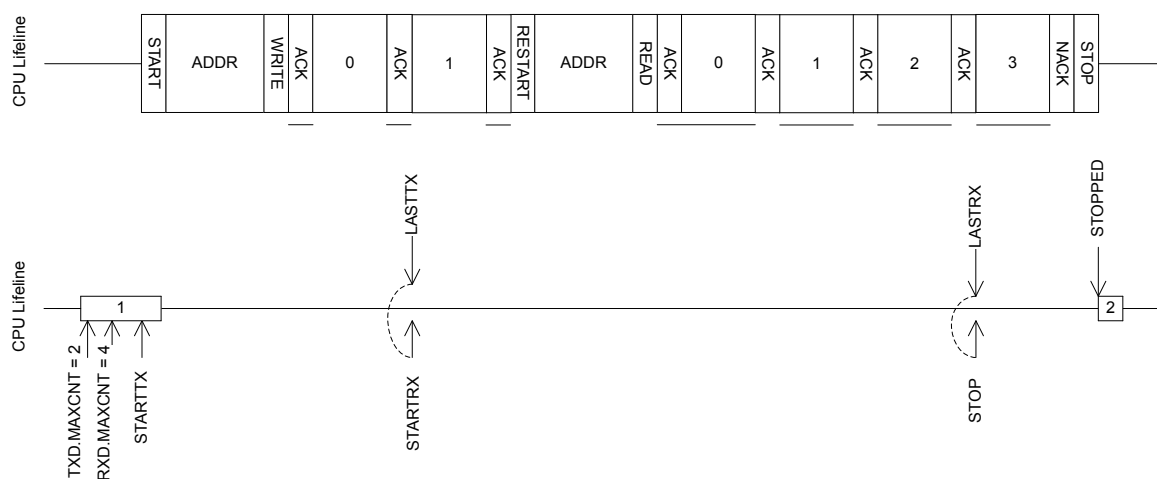 CPU Lifeline
START
ADDR
WRITE
ACK
0
ACK
1
ACK
RESTART
ADDR
READ
ACK
0
ACK
1
ACK
2
ACK
3
NACK
STOP
CPU Lifeline
LASTTX
LASTRX
STOPPED
1
2
TXD.MAXCNT = 2
RXD.MAXCNT = 4
STARTTX
STARTRX
STOP